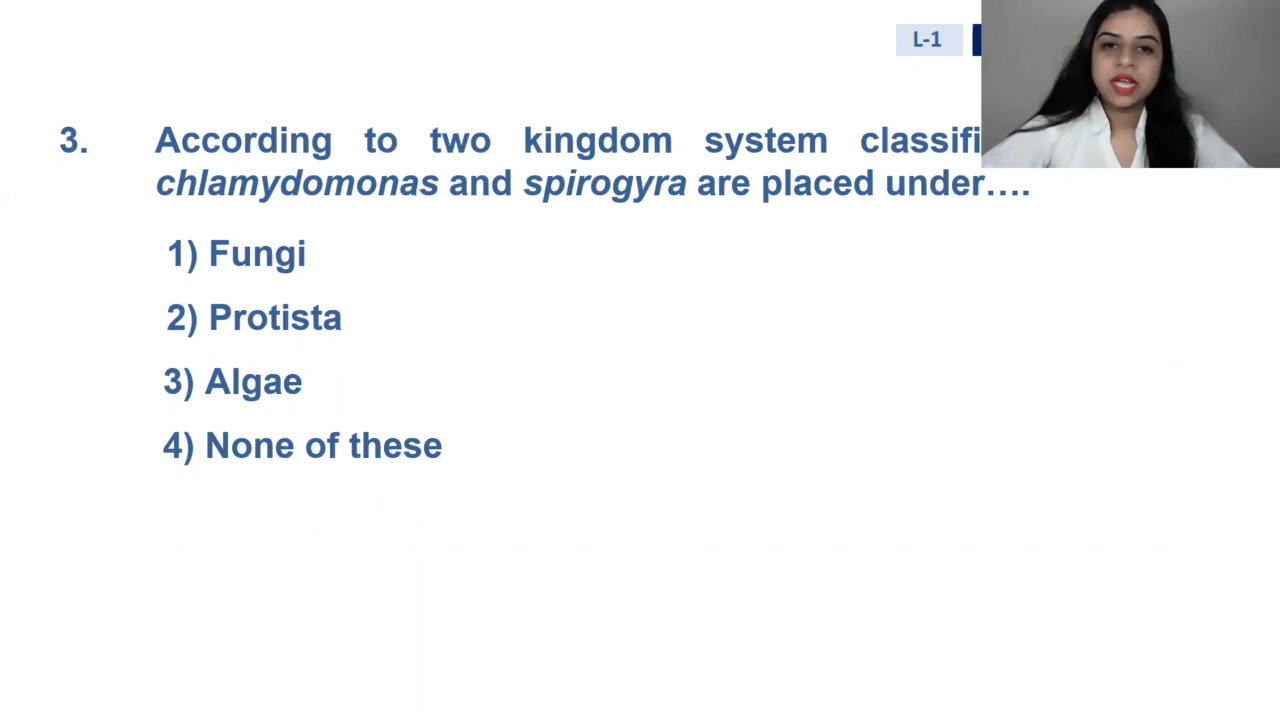 L-1
3. According to two kingdom system
chlamydomonas and spirogyra are placed under….
1) Fungi
2) Protista
3) Algae
4) None of these